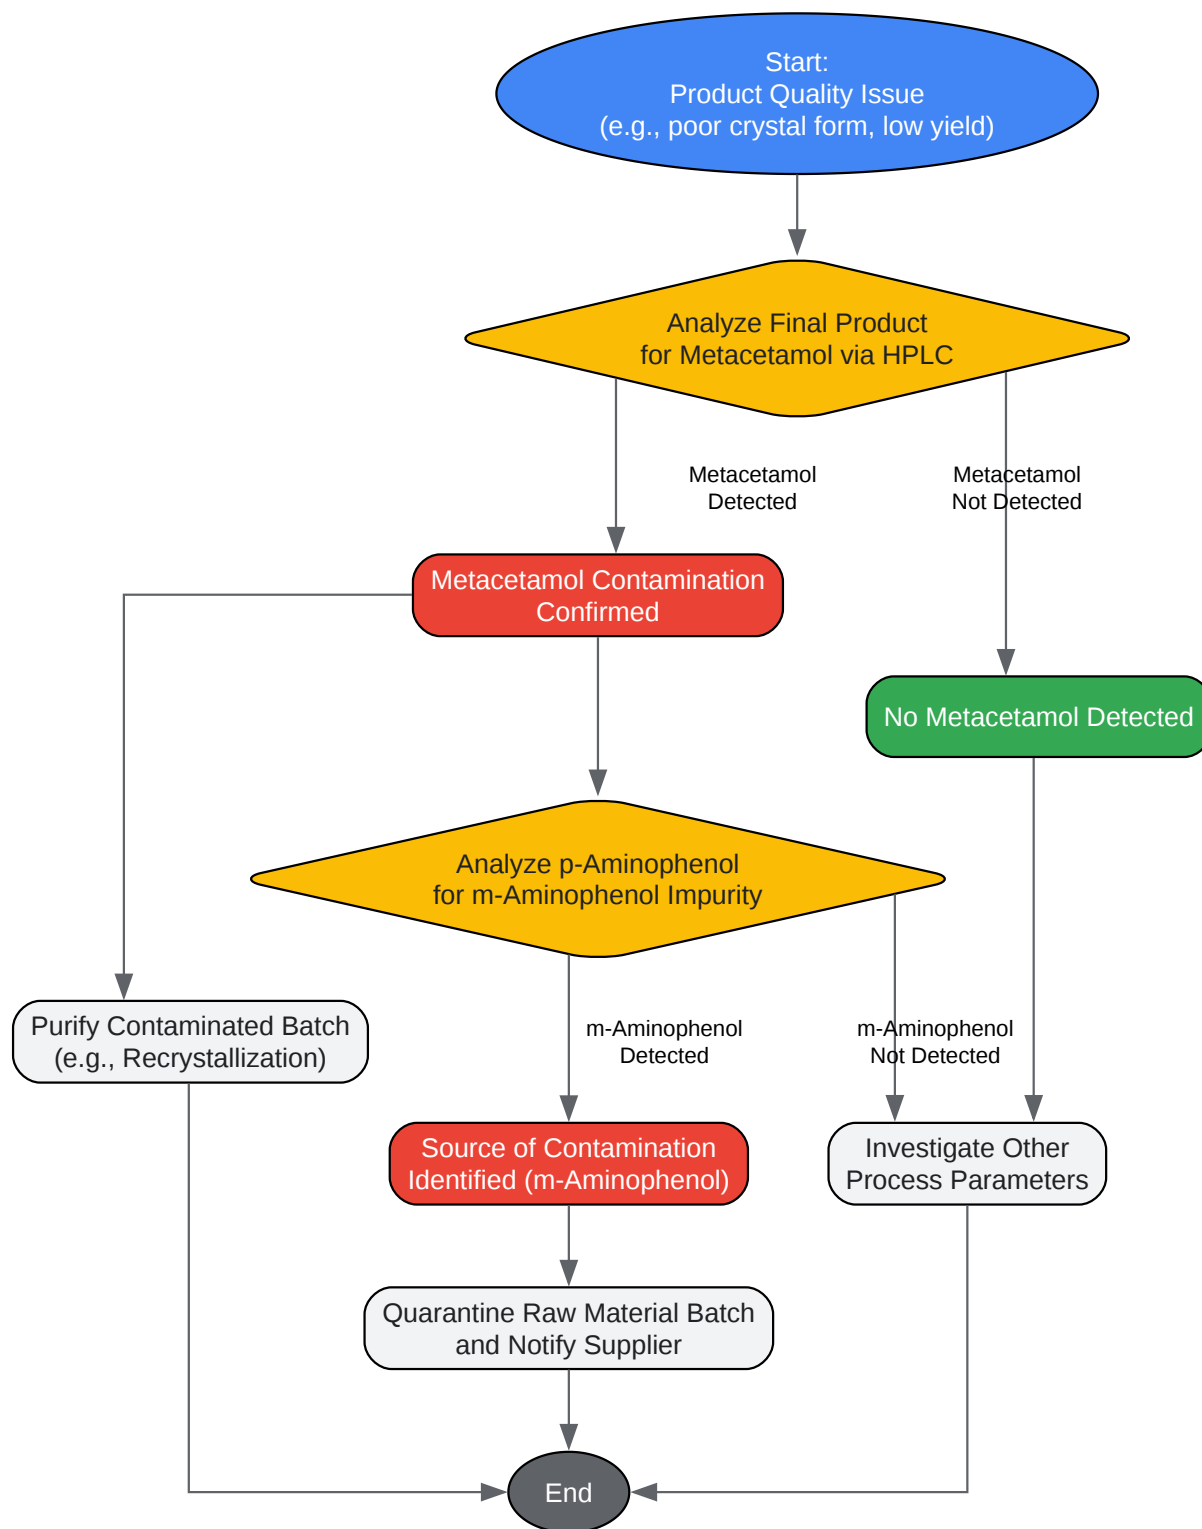 Start:
Product Quality Issue
(e.g., poor crystal form, low yield)
Analyze Final Product
for Metacetamol via HPLC
Metacetamol
Detected
Metacetamol
Not Detected
Metacetamol Contamination
Confirmed
No Metacetamol Detected
Analyze p-Aminophenol
for m-Aminophenol Impurity
Purify Contaminated Batch
(e.g., Recrystallization)
m-Aminophenol
Detected
m-Aminophenol
Not Detected
Source of Contamination
Identified (m-Aminophenol)
Investigate Other
Process Parameters
Quarantine Raw Material Batch
and Notify Supplier
End